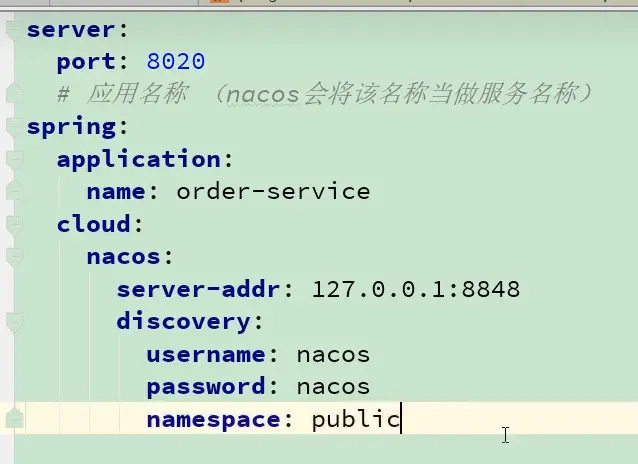 server:
  port: 8020
  # 应用名称 （nacos会将该名称当做服务名称）
spring:
  application:
    name: order-service
  cloud:
    nacos:
      server-addr: 127.0.0.1:8848
      discovery:
        username: nacos
        password: nacos
        namespace: public